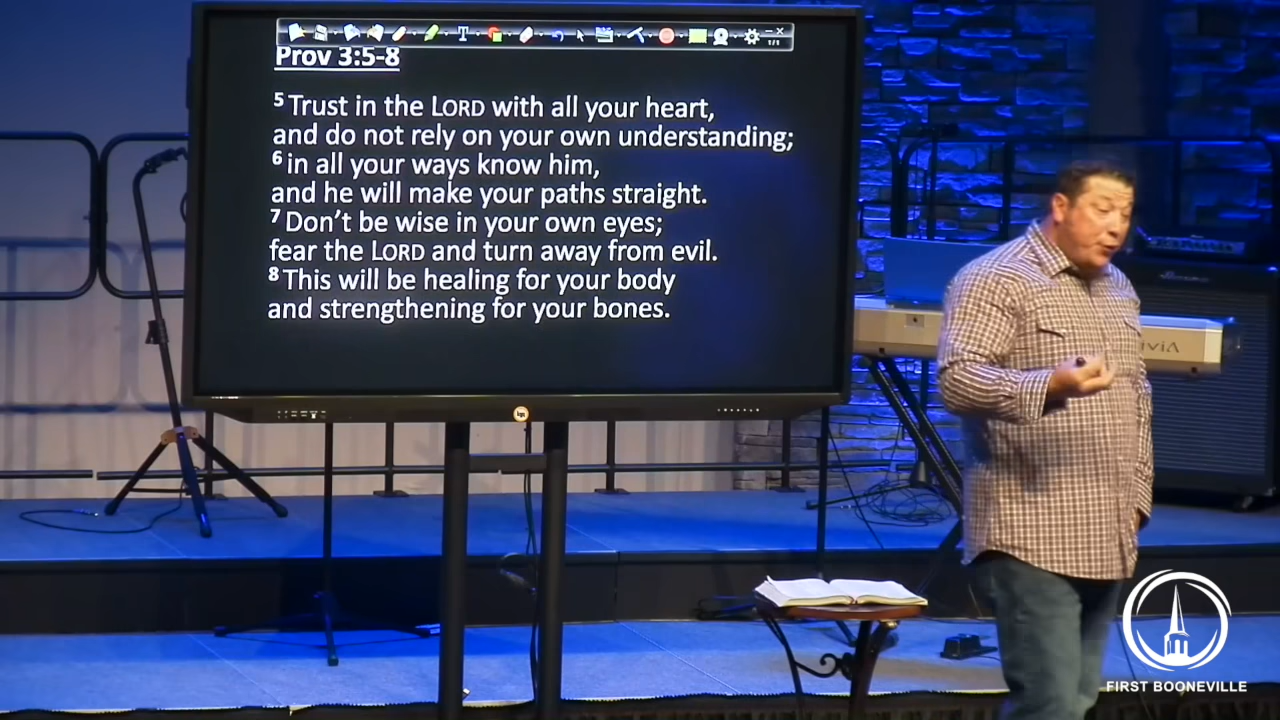 Prov 3:5-8
5 Trust in the LORD with all your heart,
and do not rely on your own understanding;
6 in all your ways know him,
and he will make your paths straight.
7 Don’t be wise in your own eyes;
fear the LORD and turn away from evil.
8 This will be healing for your body
and strengthening for your bones.
FIRST BOONEVILLE